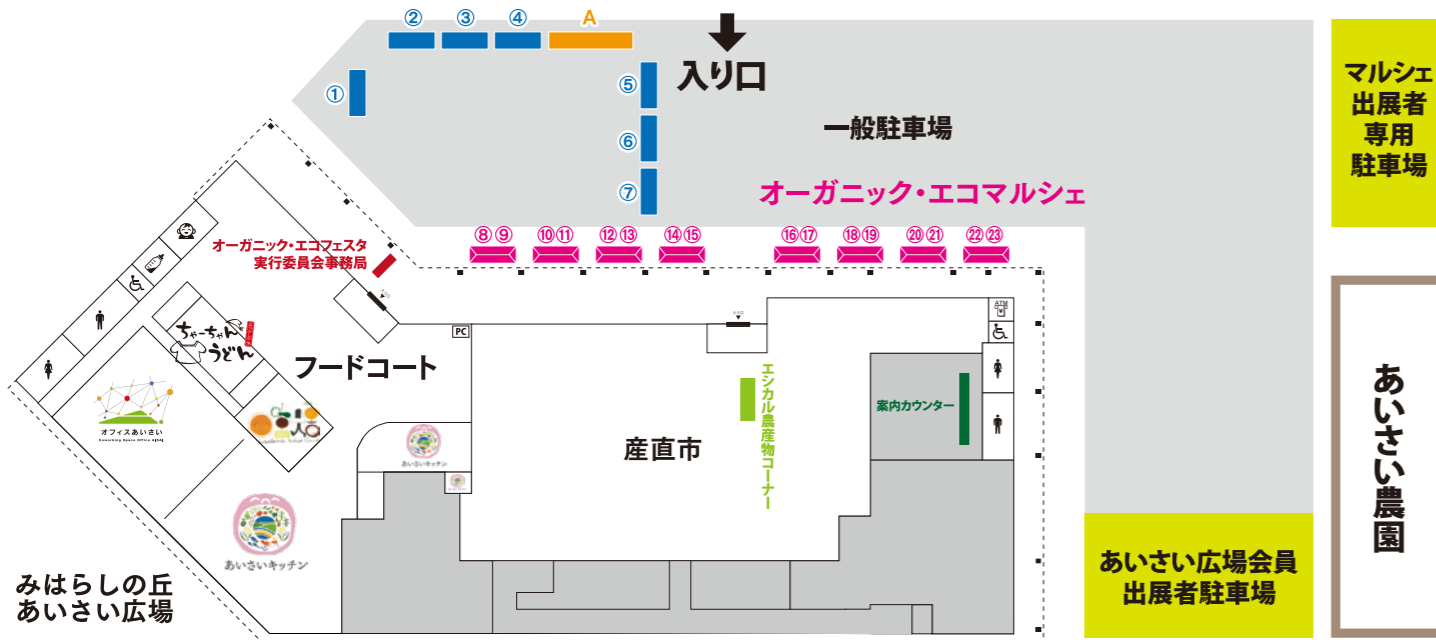 ② ③ ④ A
入り口
①
⑤
⑥
⑦
一般駐車場
マルシェ
出展者
専用
駐車場
オーガニック・エコマルシェ
⑧⑨ ⑩⑪ ⑫⑬ ⑭⑮ ⑯⑰ ⑱⑲ ⑳㉑ ㉒㉓
オーガニック・エコフェスタ
実行委員会事務局
PC
ちゃーちゃん
うどん
フードコート
オフィスあいさい
あいさいキッチン
エシカル農産物コーナー
案内カウンター
産直市
あいさい農園
あいさいキッチン
みはらしの丘
あいさい広場
あいさい広場会員
出展者駐車場